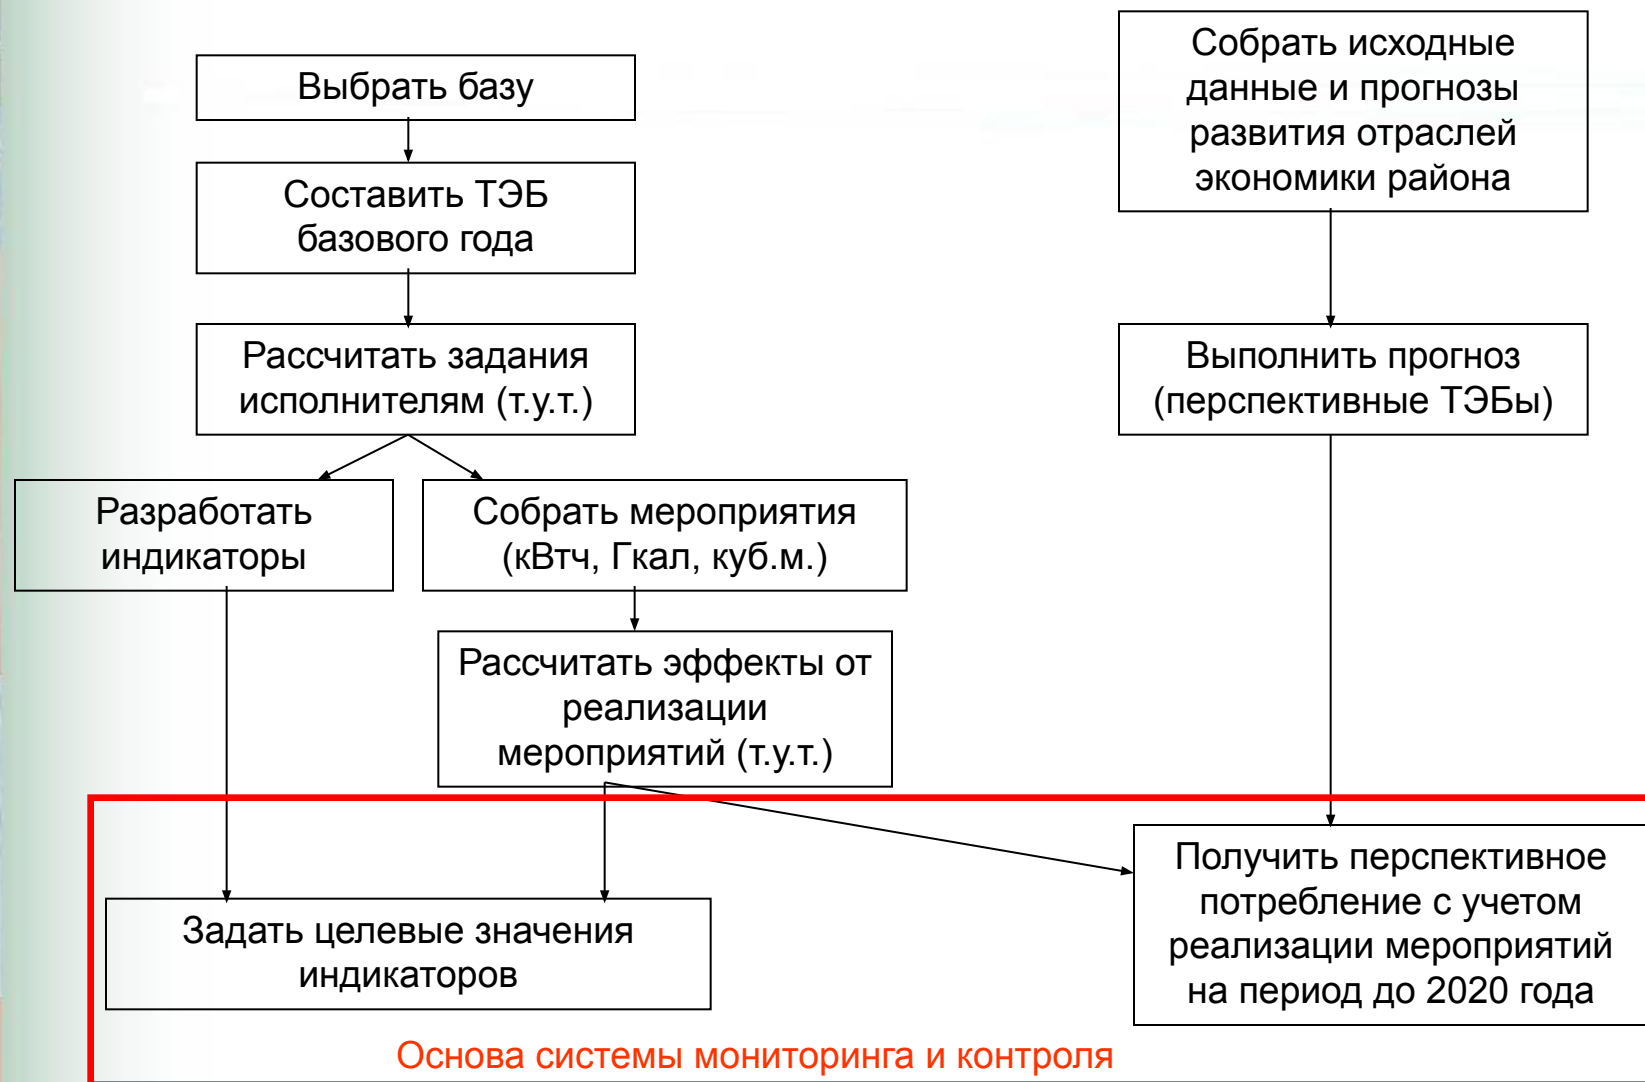 Выбрать базу
Составить ТЭБ
базового года
Рассчитать задания
исполнителям (т.у.т.)
Разработать
индикаторы
Собрать мероприятия
(кВтч, Гкал, куб.м.)
Рассчитать эффекты от
реализации
мероприятий (т.у.т.)
Задать целевые значения
индикаторов
Собрать исходные
данные и прогнозы
развития отраслей
экономики района
Выполнить прогноз
(перспективные ТЭБы)
Получить перспективное
потребление с учетом
реализации мероприятий
на период до 2020 года
Основа системы мониторинга и контроля